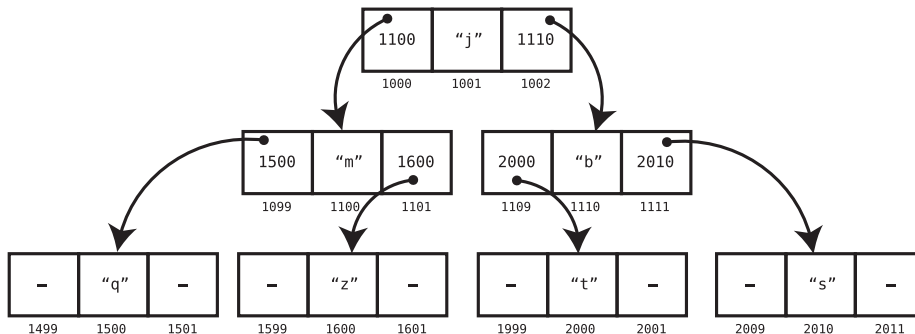 1100 “j” 1110
1000 1001 1002
1500 “m” 1600 2000 “b” 2010
1099 1100 1101 1109 1110 1111
– “q” – – “z” – – “t” – – “s” –
1499 1500 1501 1599 1600 1601 1999 2000 2001 2009 2010 2011